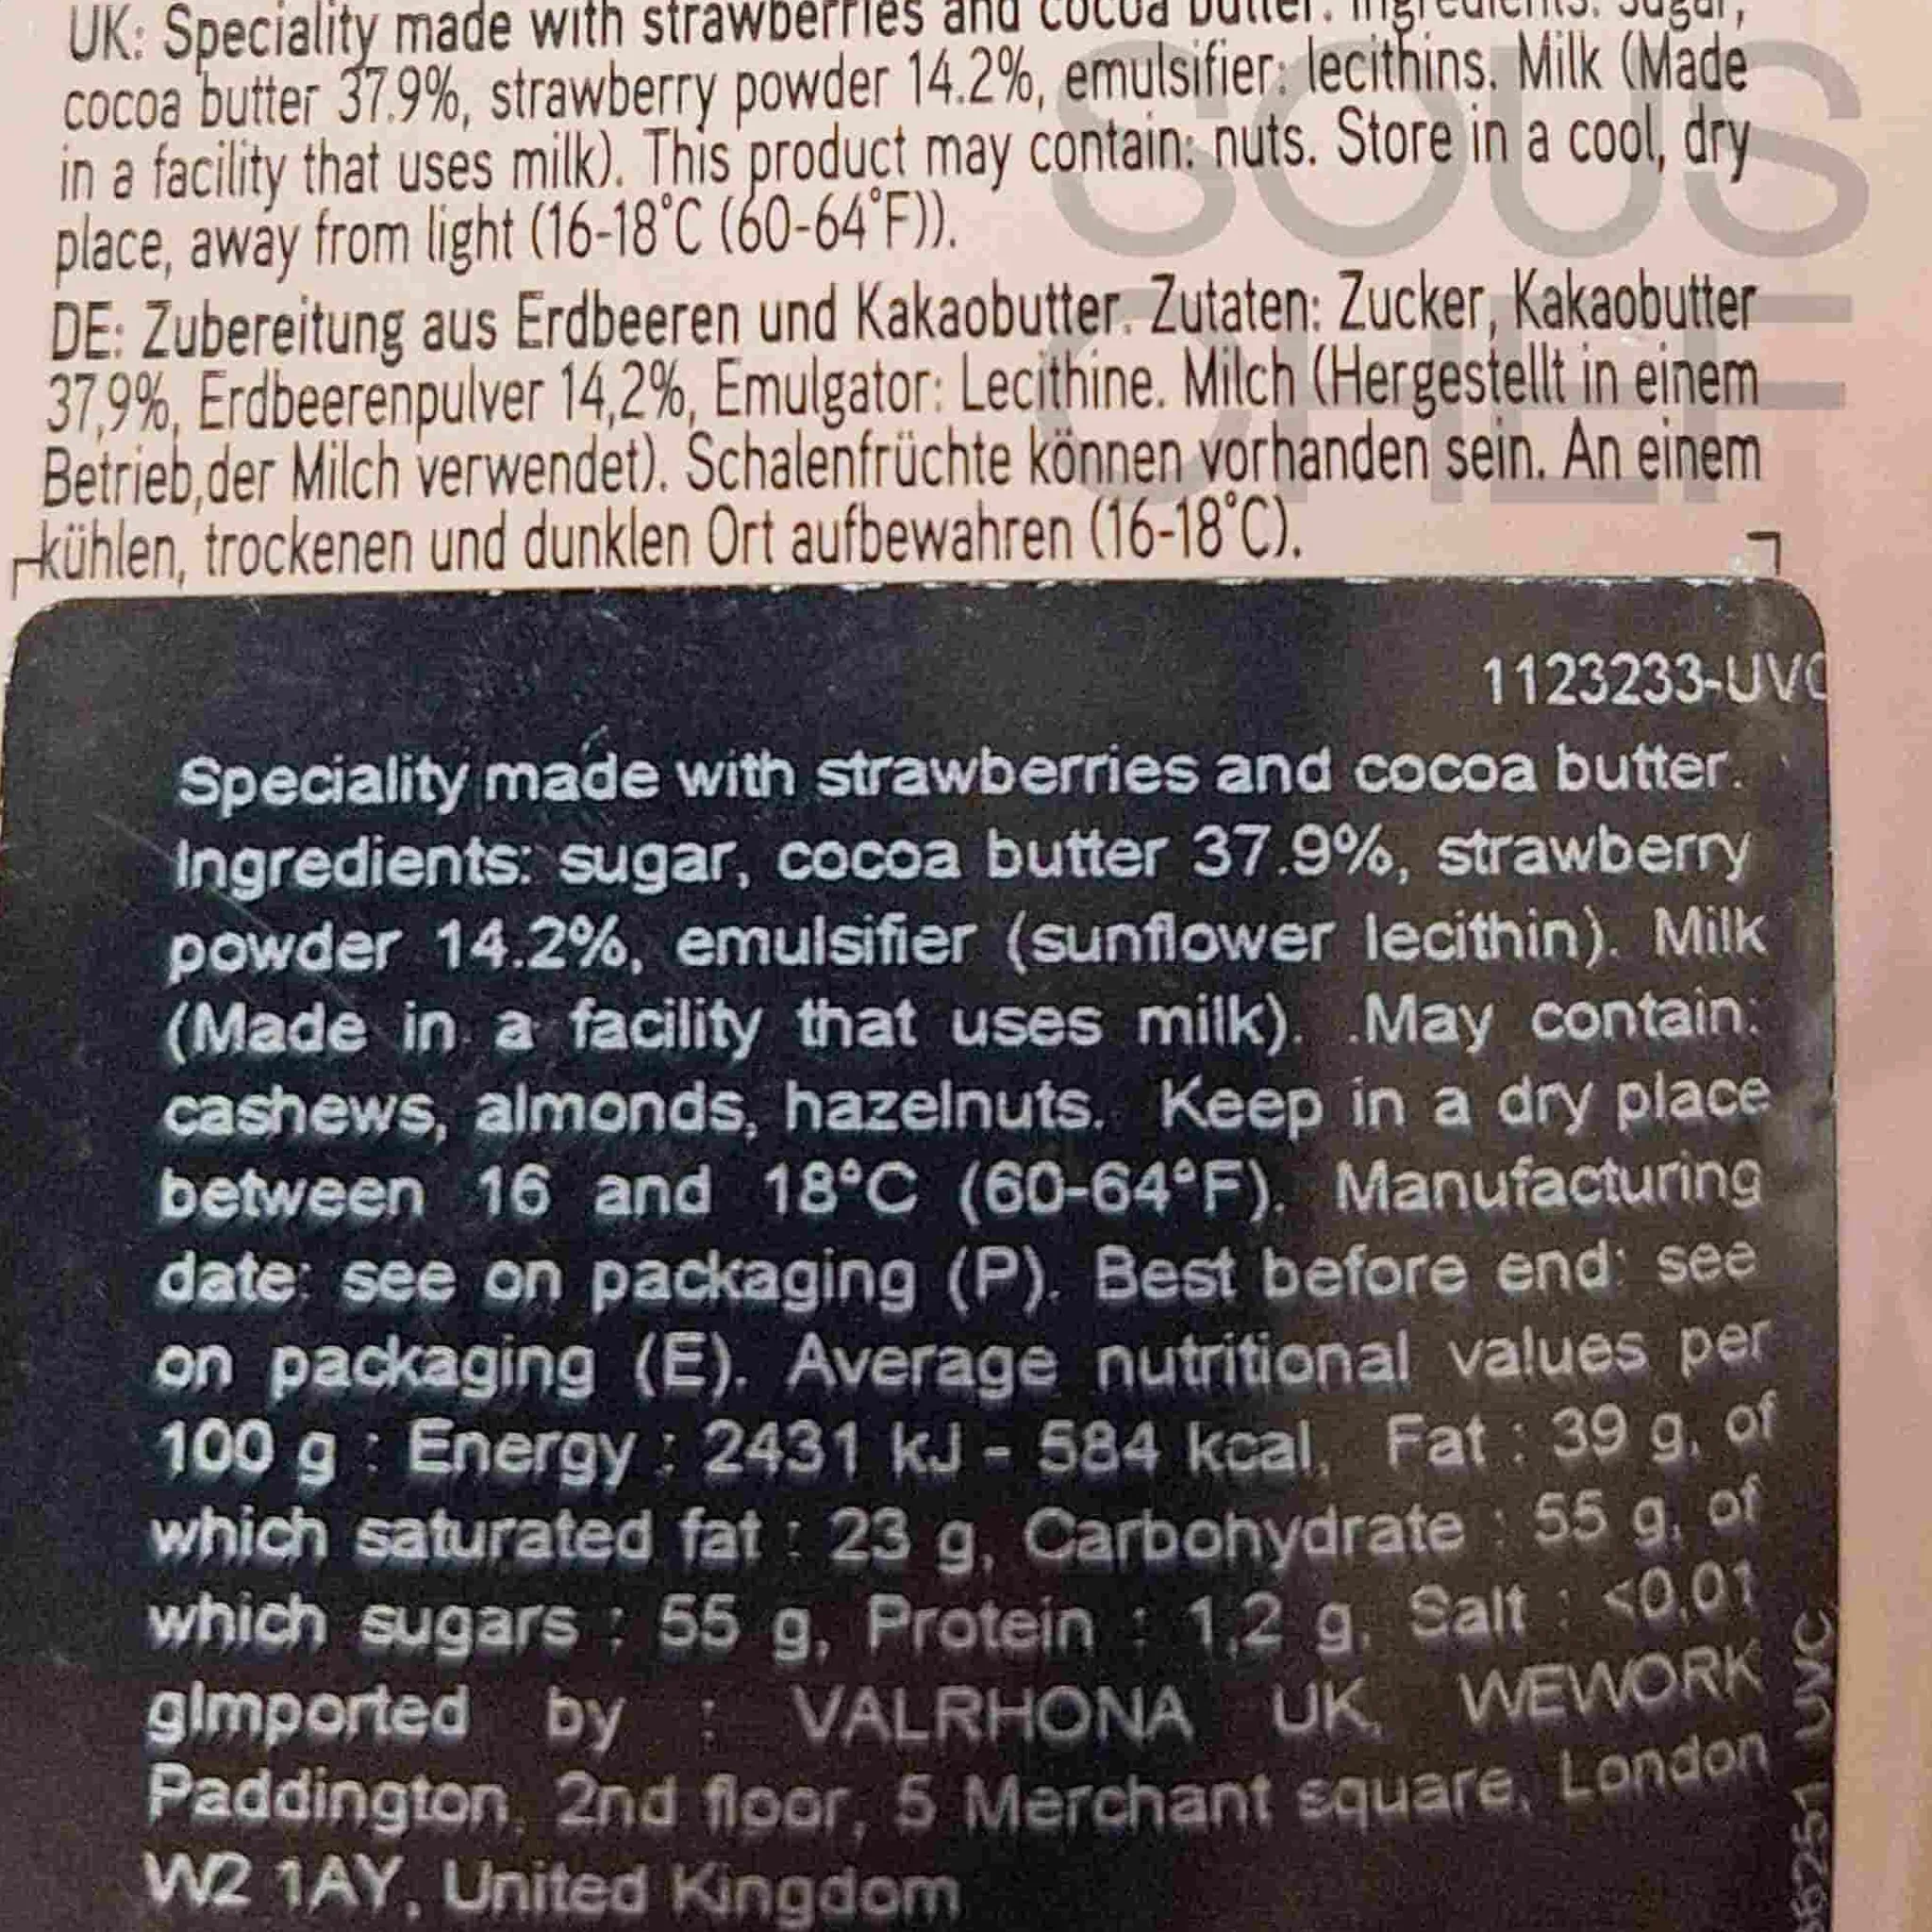 UK: Speciality made with strawberries and cocoa butter. Ingredients: Sugar,
cocoa butter 37.9%, strawberry powder 14.2%, emulsifier: lecithins. Milk (Made
in a facility that uses milk). This product may contain: nuts. Store in a cool, dry
place, away from light (16-18°C (60-64°F)).
DE: Zubereitung aus Erdbeeren und Kakaobutter. Zutaten: Zucker, Kakaobutter
37,9%, Erdbeerenpulver 14,2%, Emulgator: Lecithine. Milch (Hergestellt in einem
Betrieb,der Milch verwendet). Schalenfrüchte können vorhanden sein. An einem
kühlen, trockenen und dunklen Ort aufbewahren (16-18°C).
SOUS
CHEF
1123233-UVC
Speciality made with strawberries and cocoa butter.
Ingredients: sugar, cocoa butter 37.9%, strawberry
powder 14.2%, emulsifier (sunflower lecithin). Milk
(Made in a facility that uses milk). .May contain:
cashews, almonds, hazelnuts. Keep in a dry place
between 16 and 18°C (60-64°F). Manufacturing
date: see on packaging (P). Best before end: see
on packaging (E). Average nutritional values per
100 g : Energy : 2431 kJ - 584 kcal, Fat : 39 g, of
which saturated fat : 23 g, Carbohydrate : 55 g, of
which sugars : 55 g, Protein : 1,2 g, Salt : <0,01
gImported by : VALRHONA UK, WEWORK
Paddington, 2nd floor, 5 Merchant square, London
W2 1AY, United Kingdom
UVC